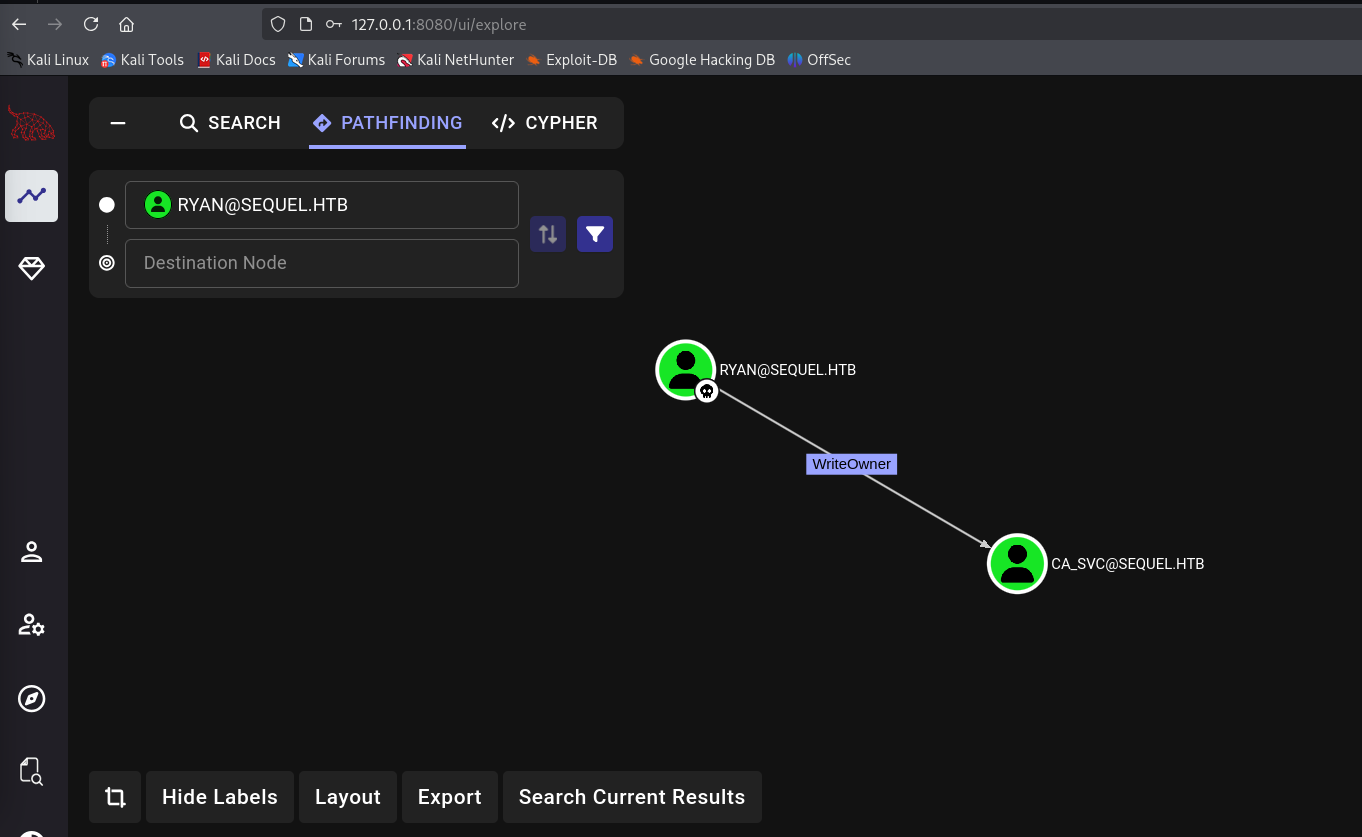 127.0.0.1:8080/ui/explore
Kali Linux Kali Tools Kali Docs Kali Forums Kali NetHunter Exploit-DB Google Hacking DB OffSec
SEARCH PATHFINDING CYPHER
RYAN@SEQUEL.HTB
Destination Node
RYAN@SEQUEL.HTB
WriteOwner
CA_SVC@SEQUEL.HTB
Hide Labels Layout Export Search Current Results